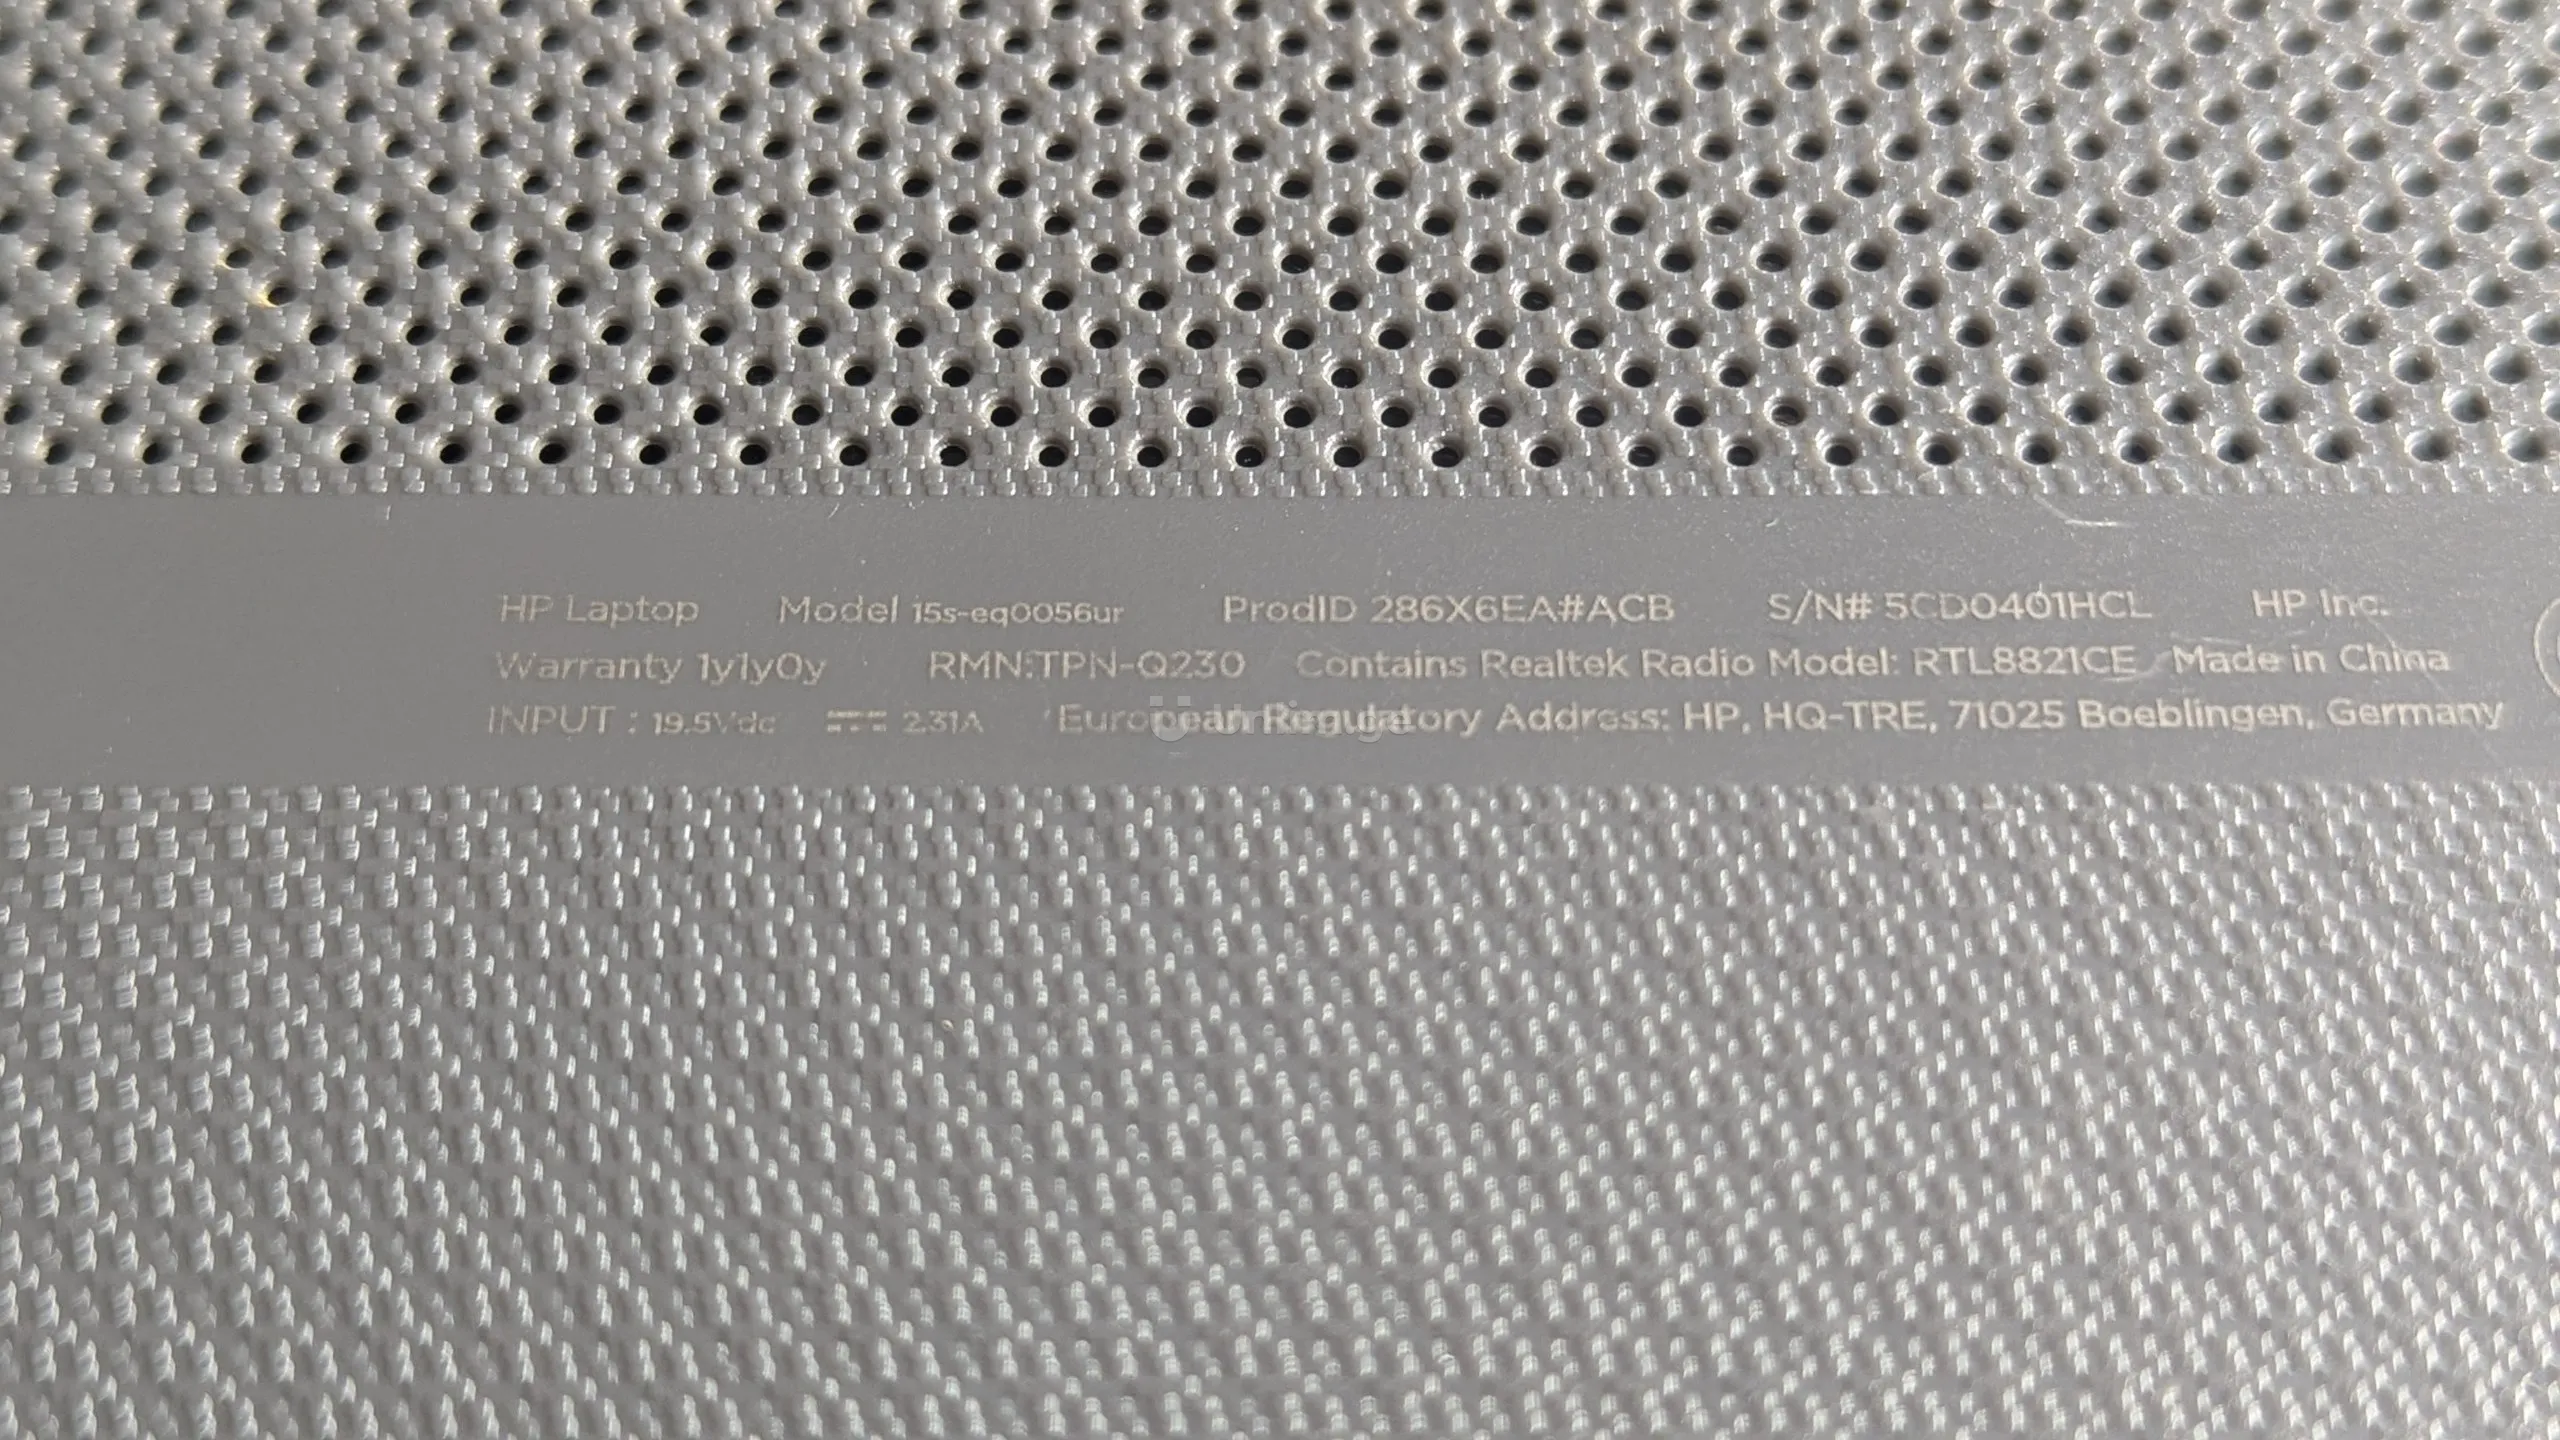 HP Laptop Model 15s-eq0056ur ProdID 286X6EA#ACB S/N# 5CD0401HCL HP Inc.
Warranty 1y1y0y RMN:TPN-Q230 Contains Realtek Radio Model: RTL8821CE Made in China
INPUT : 19.5Vdc ⎓ 2.31A European Regulatory Address: HP, HQ-TRE, 71025 Boeblingen, Germany